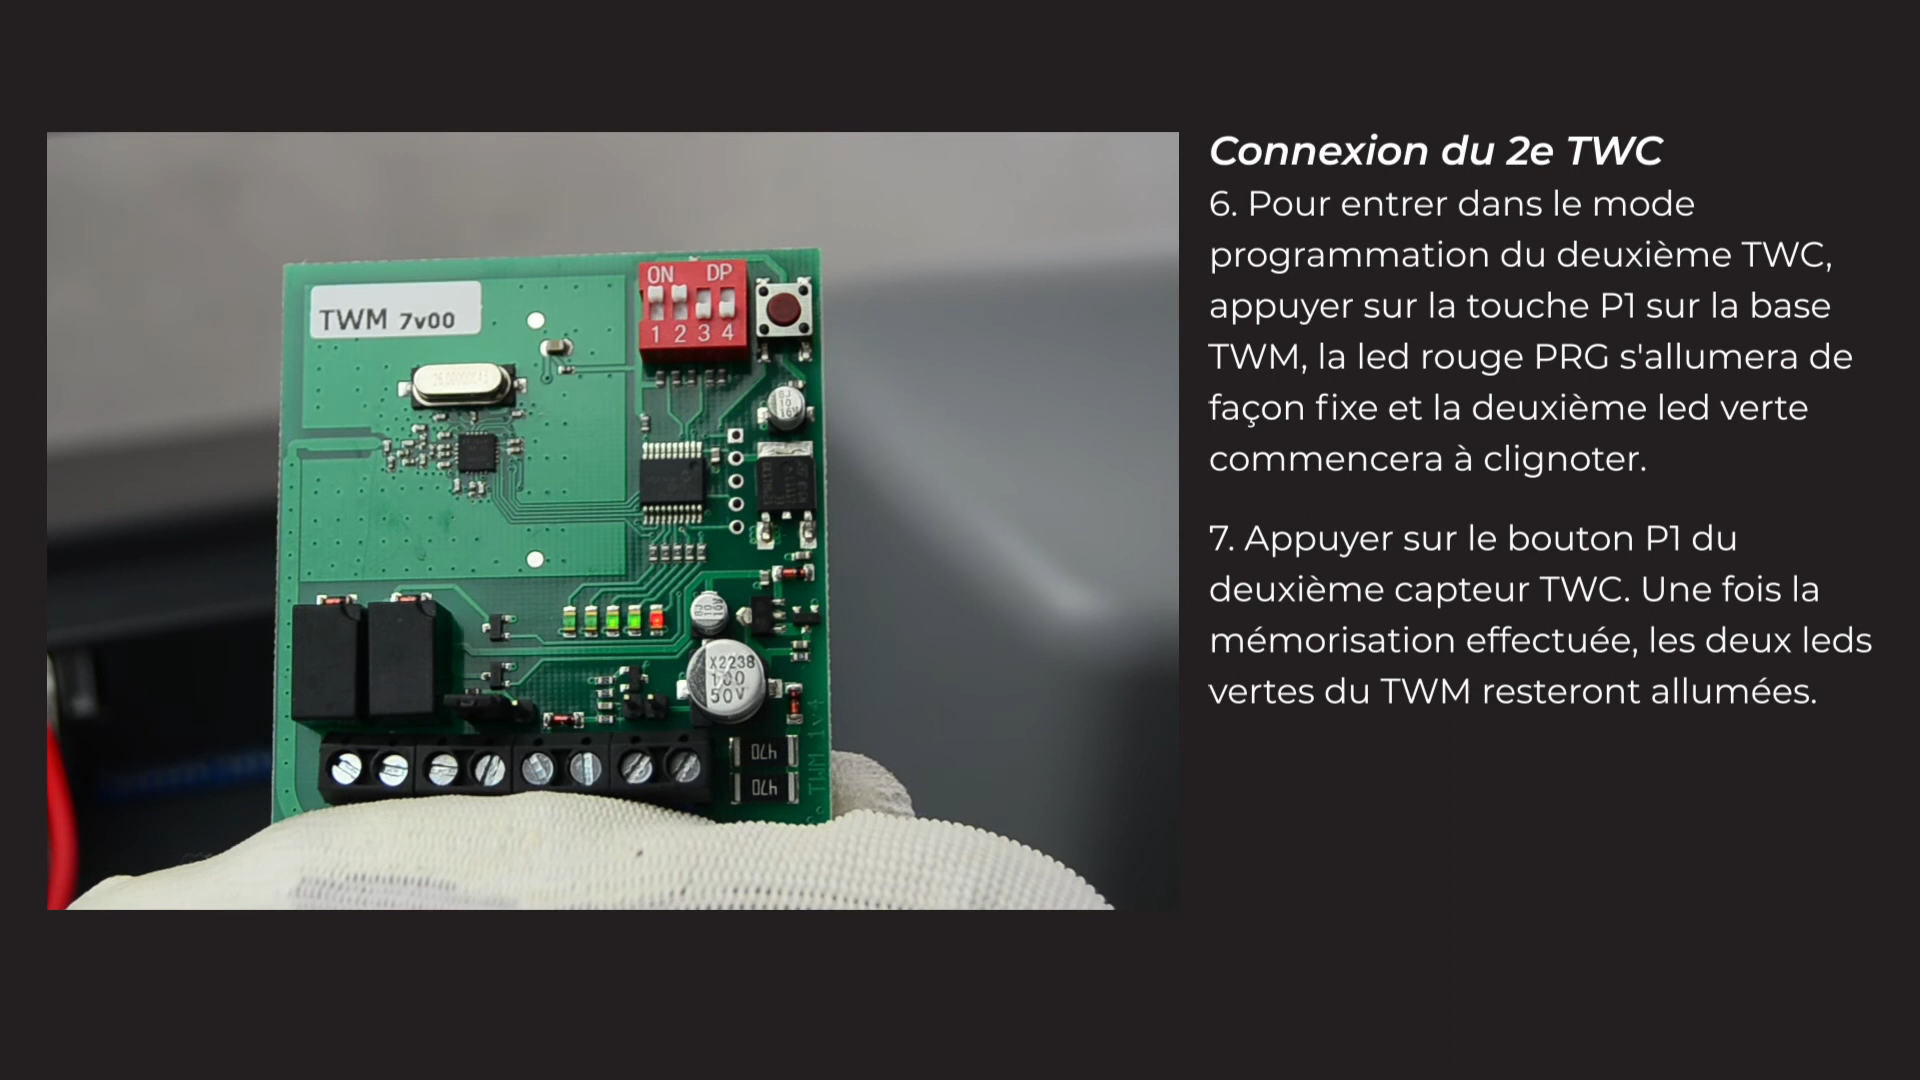 Connexion du 2e TWC
6. Pour entrer dans le mode
programmation du deuxième TWC,
appuyer sur la touche P1 sur la base
TWM, la led rouge PRG s'allumera de
façon fixe et la deuxième led verte
commencera à clignoter.
7. Appuyer sur le bouton P1 du
deuxième capteur TWC. Une fois la
mémorisation effectuée, les deux leds
vertes du TWM resteront allumées.
ON DP
1 2 3 4
TWM 7v00
X2238
100
50V
470
470